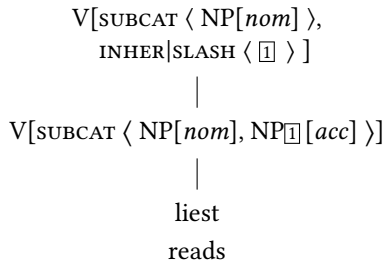 V[SUBCAT ⟨ NP[nom] ⟩,
INHER|SLASH ⟨ 1 ⟩ ]
V[SUBCAT ⟨ NP[nom], NP1[acc] ⟩]
liest
reads